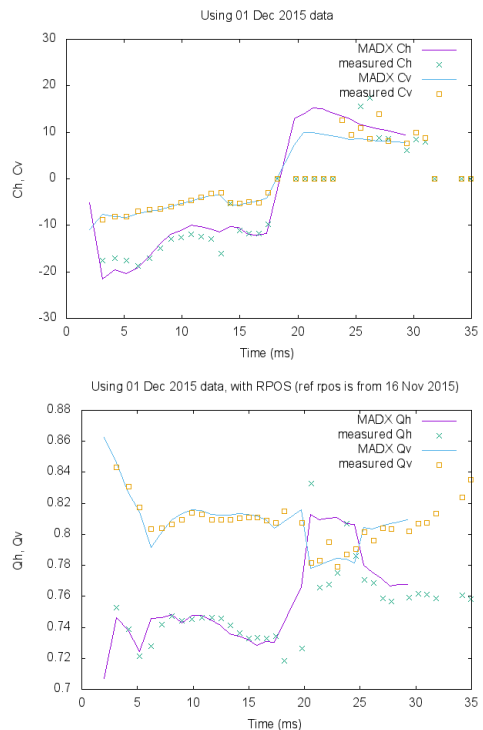 Using 01 Dec 2015 data
MADX Ch
measured Ch
MADX Cv
measured Cv
30
20
10
0
-10
-20
-30
Ch, Cv
0 5 10 15 20 25 30 35
Time (ms)
Using 01 Dec 2015 data, with RPOS (ref rpos is from 16 Nov 2015)
MADX Qh
measured Qh
MADX Qv
measured Qv
0.88
0.86
0.84
0.82
0.8
0.78
0.76
0.74
0.72
0.7
Qh, Qv
0 5 10 15 20 25 30 35
Time (ms)